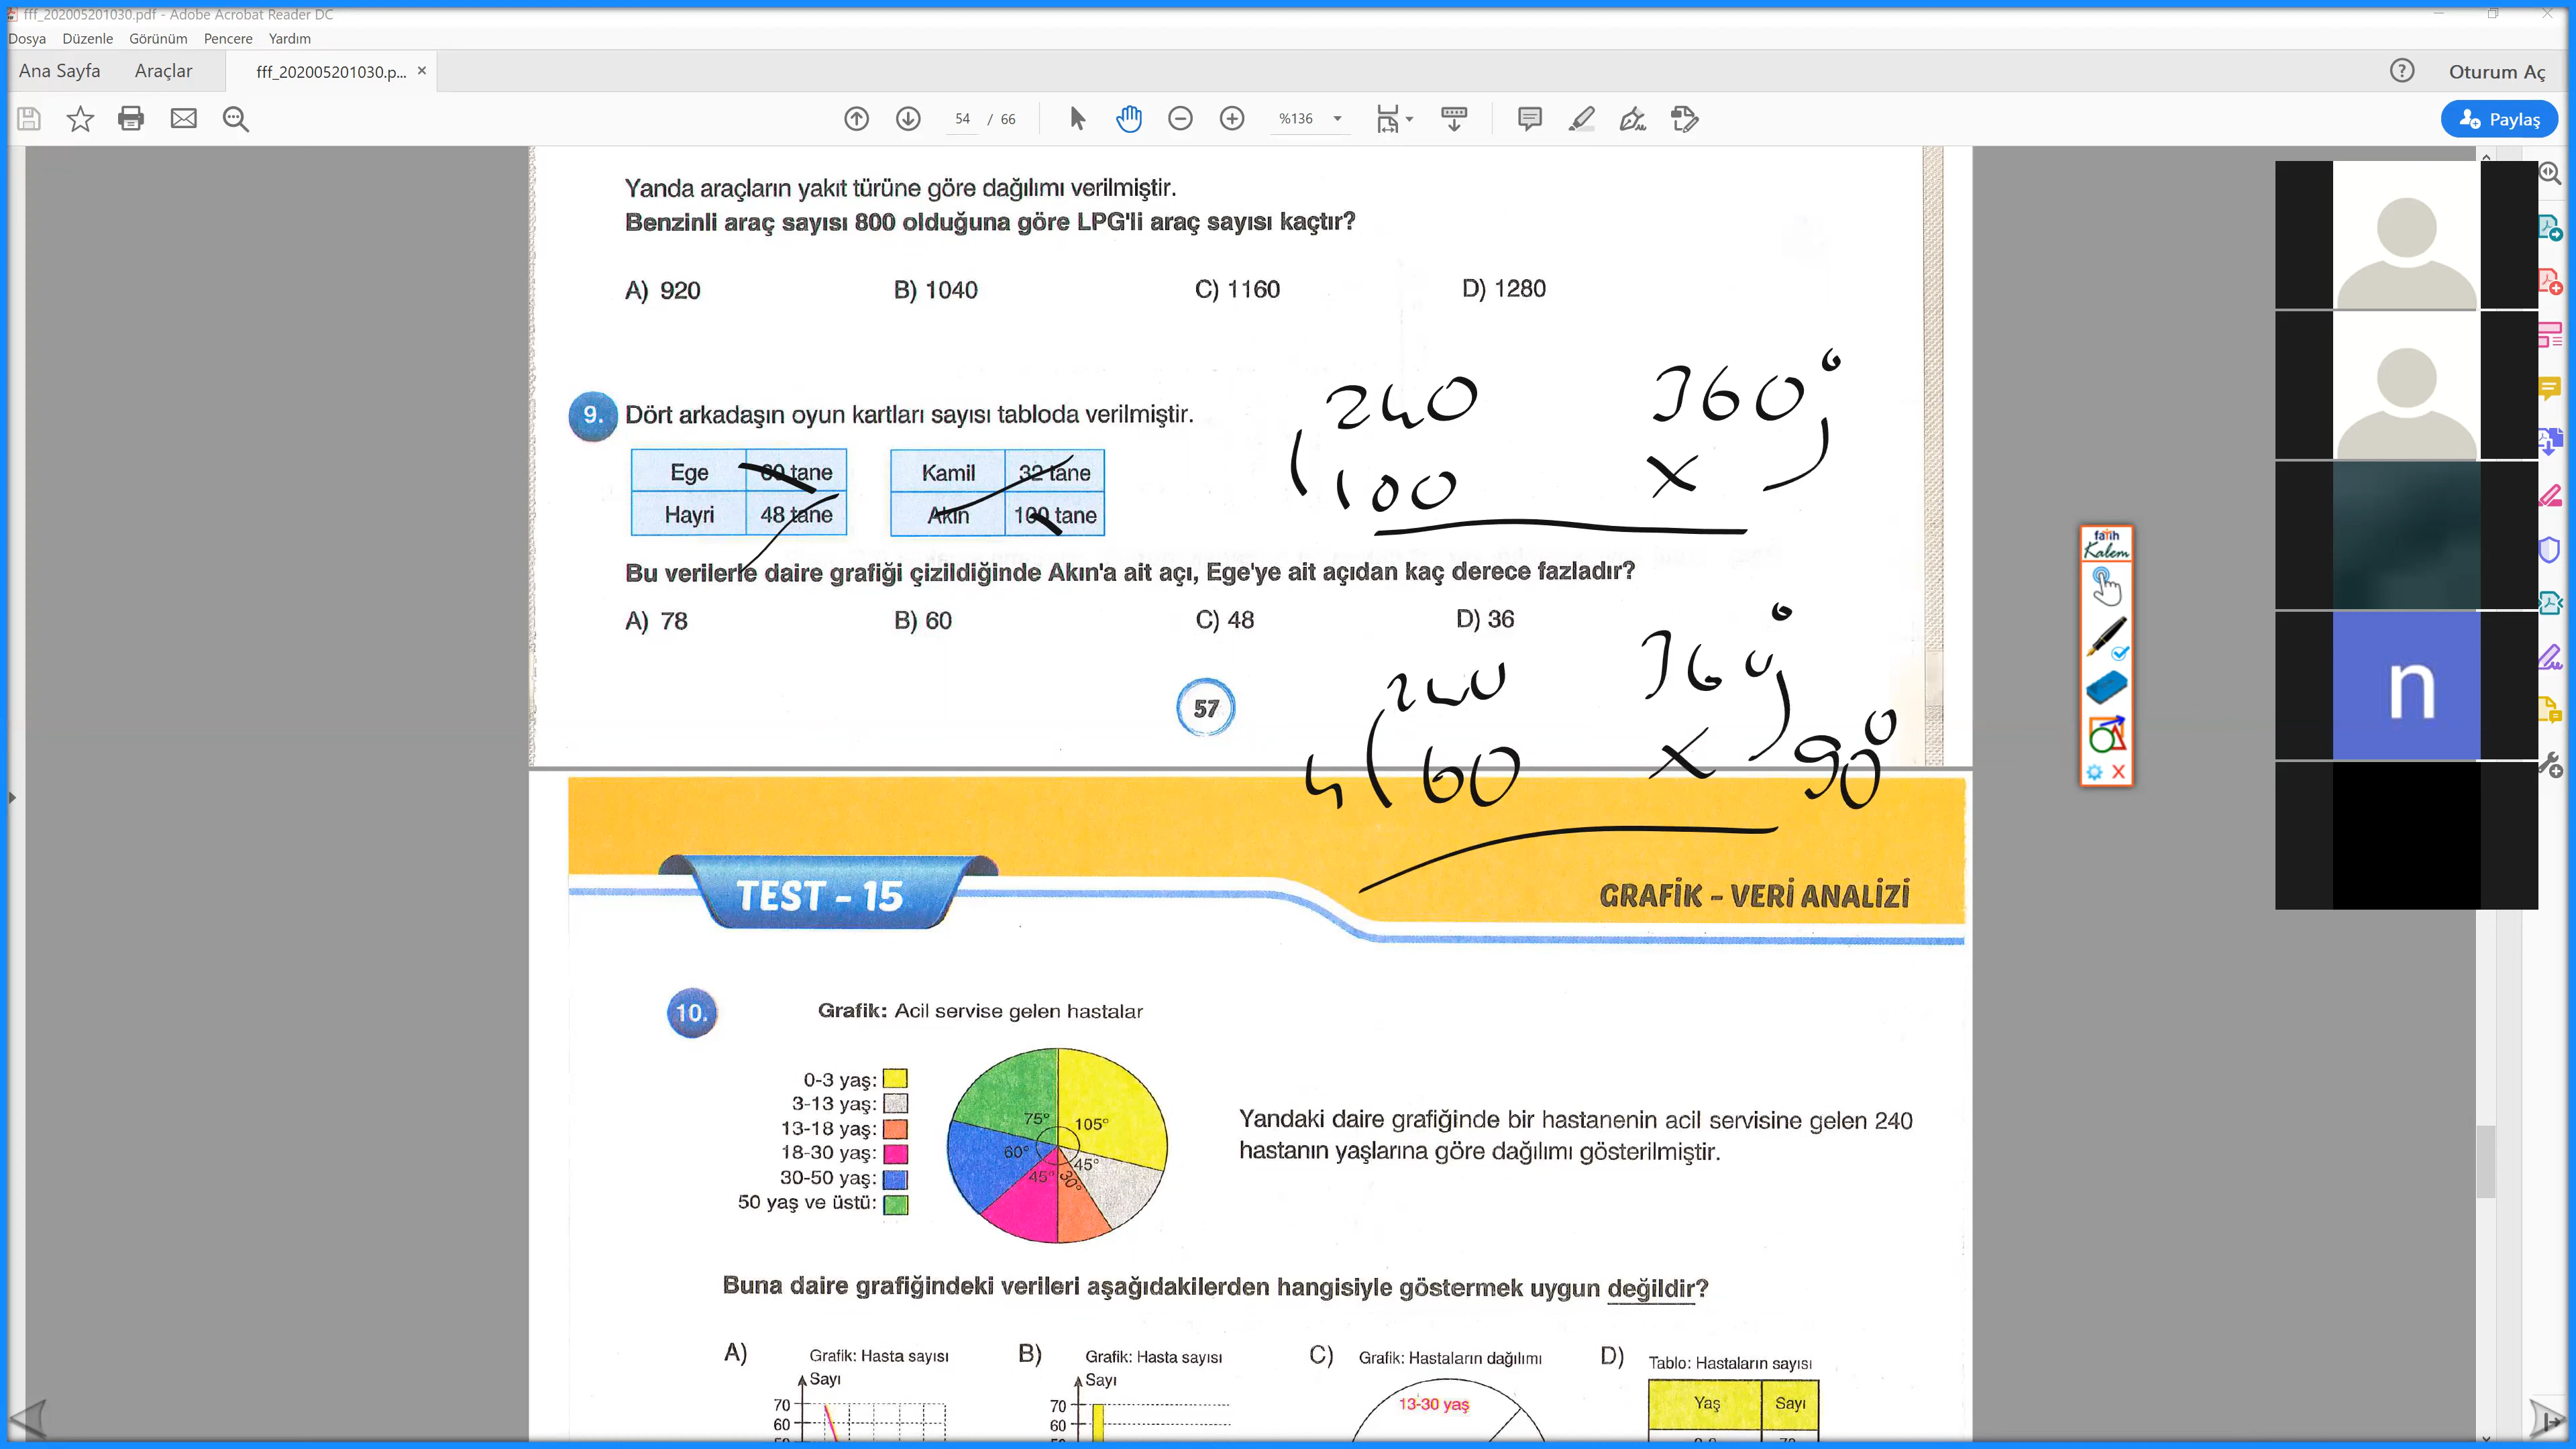 fff_202005201030.pdf - Adobe Acrobat Reader DC
Dosya Düzenle Görünüm Pencere Yardım
Ana Sayfa Araçlar fff_202005201030.p... × Oturum Aç
54 / 66 %136 Paylaş
Yanda araçların yakıt türüne göre dağılımı verilmiştir.
Benzinli araç sayısı 800 olduğuna göre LPG'li araç sayısı kaçtır?
A) 920 B) 1040 C) 1160 D) 1280
240 360°
100 x
9. Dört arkadaşın oyun kartları sayısı tabloda verilmiştir.
Ege 60 tane Kamil 32 tane
Hayri 48 tane Akın 100 tane
Bu verilerle daire grafiği çizildiğinde Akın'a ait açı, Ege'ye ait açıdan kaç derece fazladır?
A) 78 B) 60 C) 48 D) 36
240 360°
4 60 x 90°
57
fatih
Kalem
n
TEST - 15
GRAFİK - VERİ ANALİZİ
10. Grafik: Acil servise gelen hastalar
0-3 yaş:
3-13 yaş:
13-18 yaş:
18-30 yaş:
30-50 yaş:
50 yaş ve üstü:
75° 105°
60° 45°
45° 30°
Yandaki daire grafiğinde bir hastanenin acil servisine gelen 240
hastanın yaşlarına göre dağılımı gösterilmiştir.
Buna daire grafiğindeki verileri aşağıdakilerden hangisiyle göstermek uygun değildir?
A) Grafik: Hasta sayısı
Sayı
70
60
B) Grafik: Hasta sayısı
Sayı
70
60
C) Grafik: Hastaların dağılımı
13-30 yaş
D) Tablo: Hastaların sayısı
Yaş Sayı